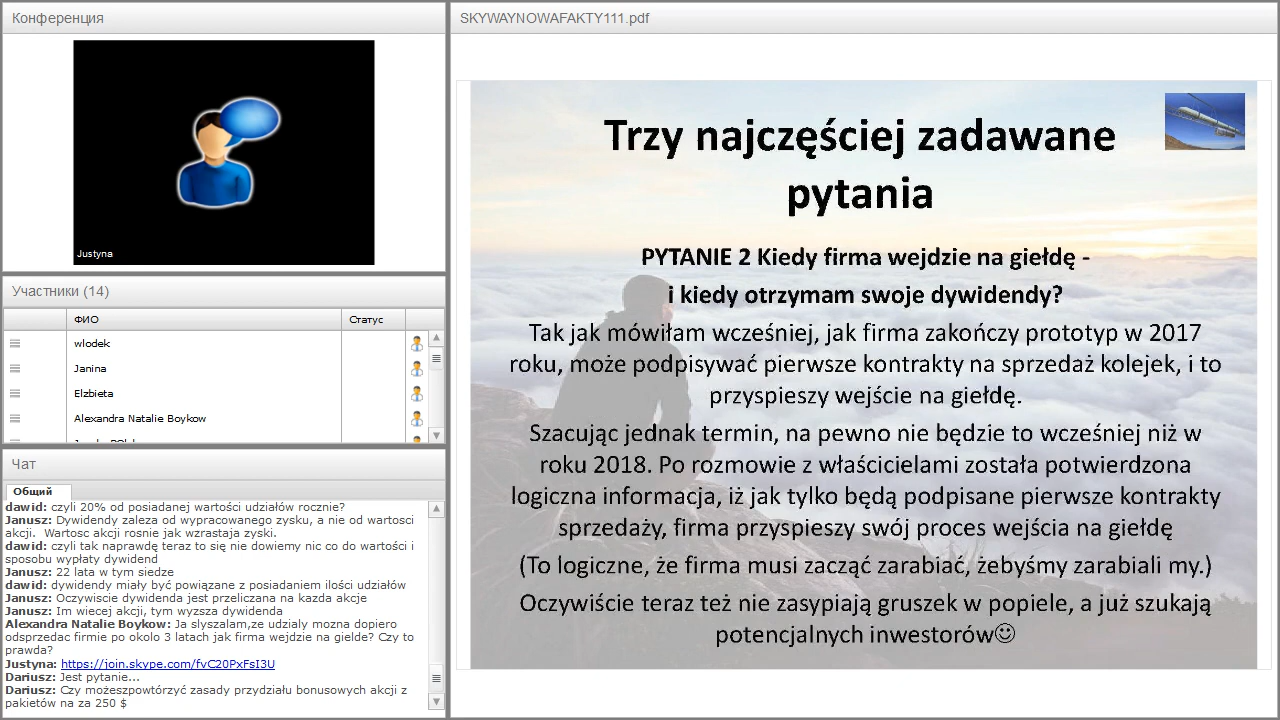 Конференция
Justyna
Участники (14)
ФИО
Статус
wlodek
Janina
Elzbieta
Alexandra Natalie Boykow
Чат
Общий
dawid: czyli 20% od posiadanej wartości udziałów rocznie?
Janusz: Dywidendy zaleza od wypracowanego zysku, a nie od wartosci
akcji. Wartosc akcji rosnie jak wzrastaja zyski.
dawid: czyli tak naprawdę teraz to się nie dowiemy nic co do wartości i
sposobu wypłaty dywidend
Janusz: 22 lata w tym siedze
dawid: dywidendy miały być powiązane z posiadaniem ilości udziałów
Janusz: Oczywiscie dywidenda jest przeliczana na kazda akcje
Janusz: Im wiecej akcji, tym wyzsza dywidenda
Alexandra Natalie Boykow: Ja slyszalam,ze udzialy mozna dopiero
odsprzedac firmie po okolo 3 latach jak firma wejdzie na gielde? Czy to
prawda?
Justyna: https://join.skype.com/fvC20PxFsI3U
Dariusz: Jest pytanie...
Dariusz: Czy możeszpowtórzyć zasady przydziału bonusowych akcji z
pakietów na za 250 $
SKYWAYNOWAFAKTY111.pdf
Trzy najczęściej zadawane
pytania
PYTANIE 2 Kiedy firma wejdzie na giełdę -
i kiedy otrzymam swoje dywidendy?
Tak jak mówiłam wcześniej, jak firma zakończy prototyp w 2017
roku, może podpisywać pierwsze kontrakty na sprzedaż kolejek, i to
przyspieszy wejście na giełdę.
Szacując jednak termin, na pewno nie będzie to wcześniej niż w
roku 2018. Po rozmowie z właścicielami została potwierdzona
logiczna informacja, iż jak tylko będą podpisane pierwsze kontrakty
sprzedaży, firma przyspieszy swój proces wejścia na giełdę
(To logiczne, że firma musi zacząć zarabiać, żebyśmy zarabiali my.)
Oczywiście teraz też nie zasypiają gruszek w popiele, a już szukają
potencjalnych inwestorów☺